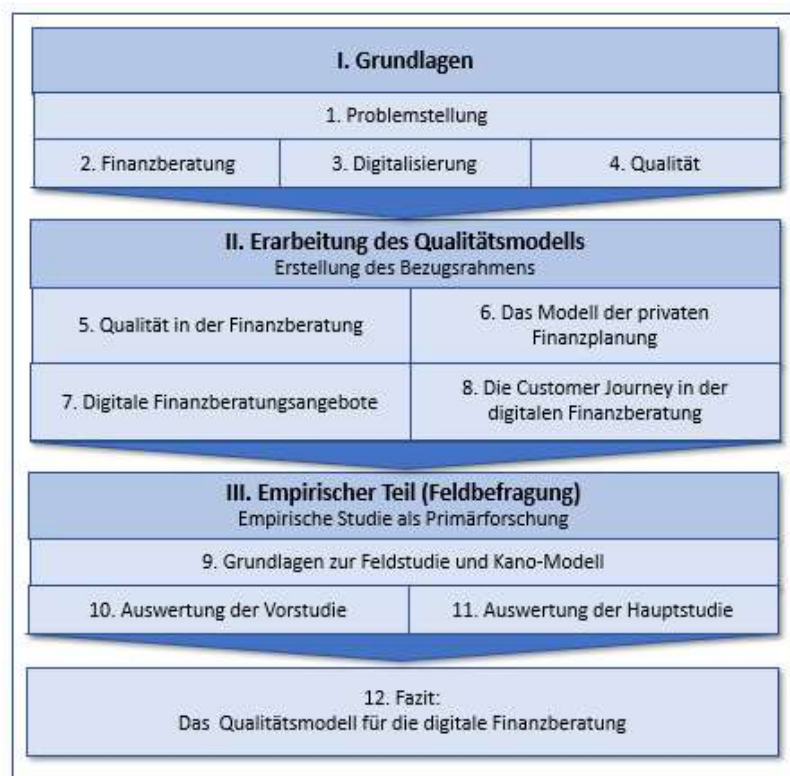 I. Grundlagen
1. Problemstellung
2. Finanzberatung
3. Digitalisierung
4. Qualität
II. Erarbeitung des Qualitätsmodells
Erstellung des Bezugsrahmens
5. Qualität in der Finanzberatung
6. Das Modell der privaten
Finanzplanung
7. Digitale Finanzberatungsangebote
8. Die Customer Journey in der
digitalen Finanzberatung
III. Empirischer Teil (Feldbefragung)
Empirische Studie als Primärforschung
9. Grundlagen zur Feldstudie und Kano-Modell
10. Auswertung der Vorstudie
11. Auswertung der Hauptstudie
12. Fazit:
Das Qualitätsmodell für die digitale Finanzberatung